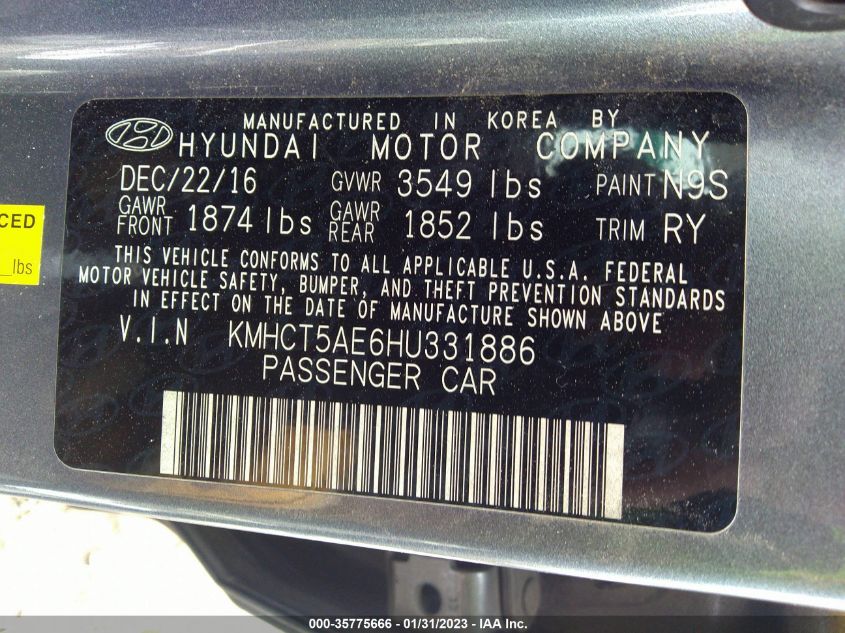 MANUFACTURED IN KOREA BY
HYUNDAI MOTOR COMPANY
DEC/22/16 GVWR 3549 lbs PAINT N9S
GAWR FRONT 1874 lbs GAWR REAR 1852 lbs TRIM RY
THIS VEHICLE CONFORMS TO ALL APPLICABLE U.S.A. FEDERAL
MOTOR VEHICLE SAFETY, BUMPER, AND THEFT PREVENTION STANDARDS
IN EFFECT ON THE DATE OF MANUFACTURE SHOWN ABOVE
V.I.N KMHCT5AE6HU331886
PASSENGER CAR
CED
lbs
000-35775666 - 01/31/2023 - IAA Inc.